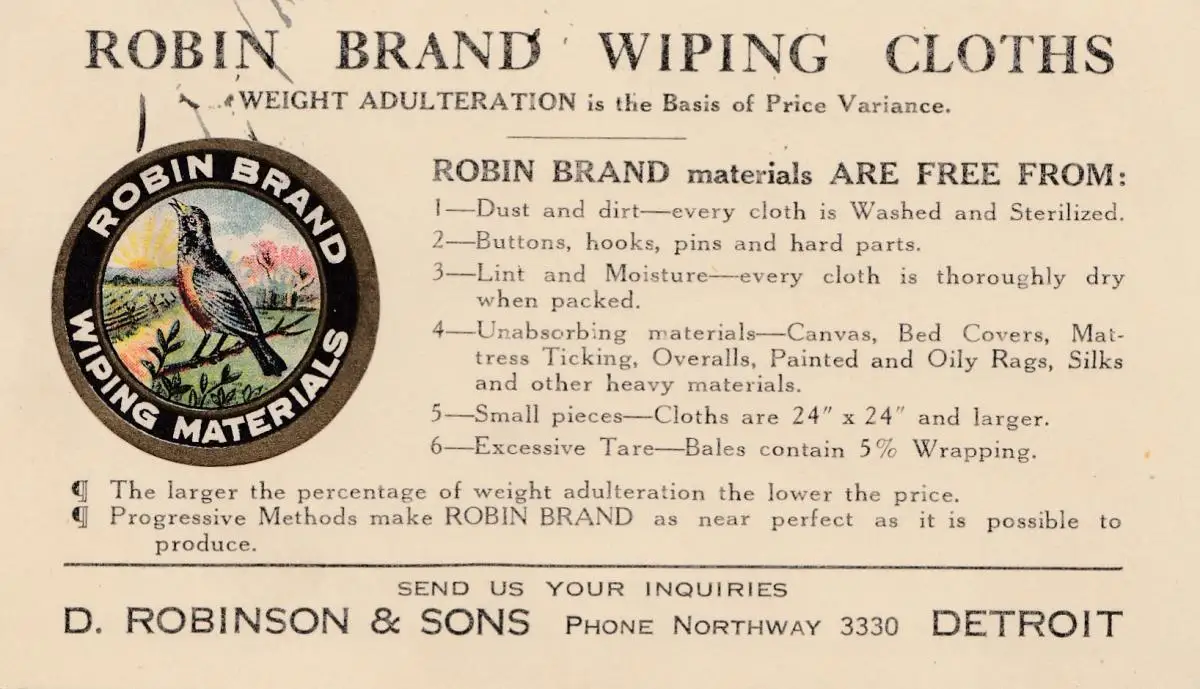 ROBIN BRAND WIPING CLOTHS
WEIGHT ADULTERATION is the Basis of Price Variance.
ROBIN BRAND
WIPING MATERIALS
ROBIN BRAND materials ARE FREE FROM:
1—Dust and dirt—every cloth is Washed and Sterilized.
2—Buttons, hooks, pins and hard parts.
3—Lint and Moisture—every cloth is thoroughly dry
when packed.
4—Unabsorbing materials—Canvas, Bed Covers, Mat-
tress Ticking, Overalls, Painted and Oily Rags, Silks
and other heavy materials.
5—Small pieces—Cloths are 24" x 24" and larger.
6—Excessive Tare—Bales contain 5% Wrapping.
¶ The larger the percentage of weight adulteration the lower the price.
¶ Progressive Methods make ROBIN BRAND as near perfect as it is possible to
produce.
SEND US YOUR INQUIRIES
D. ROBINSON & SONS PHONE NORTHWAY 3330 DETROIT